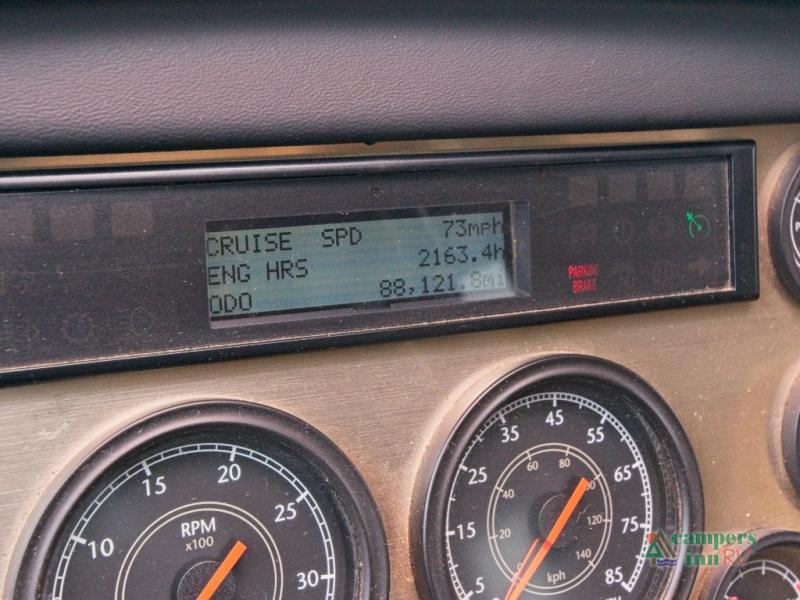 CRUISE SPD 73mph
ENG HRS 2163.4h
ODO 88,121.8mi
PARKING
BRAKE
10 15 20 25 30
RPM
x100
5 15 25 35 45 55 65 75 85
0 20 40 60 80 120 140
kph
campers
inn RV